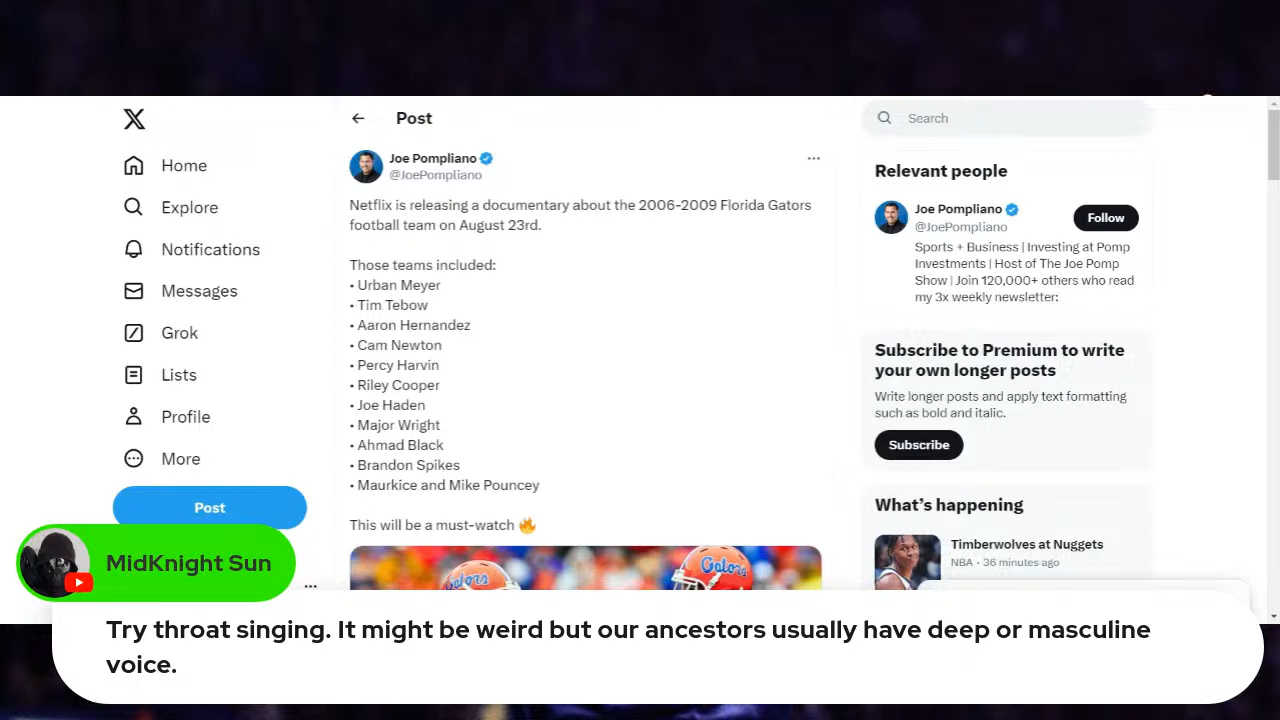 Home
Explore
Notifications
Messages
Grok
Lists
Profile
More
Post
Post
Joe Pompliano
@JoePompliano
Netflix is releasing a documentary about the 2006-2009 Florida Gators
football team on August 23rd.
Those teams included:
• Urban Meyer
• Tim Tebow
• Aaron Hernandez
• Cam Newton
• Percy Harvin
• Riley Cooper
• Joe Haden
• Major Wright
• Ahmad Black
• Brandon Spikes
• Maurkice and Mike Pouncey
This will be a must-watch 🔥
Gators
Gators
Search
Relevant people
Joe Pompliano
@JoePompliano
Follow
Sports + Business | Investing at Pomp
Investments | Host of The Joe Pomp
Show | Join 120,000+ others who read
my 3x weekly newsletter:
Subscribe to Premium to write
your own longer posts
Write longer posts and apply text formatting
such as bold and italic.
Subscribe
What's happening
Timberwolves at Nuggets
NBA · 36 minutes ago
MidKnight Sun
Try throat singing. It might be weird but our ancestors usually have deep or masculine
voice.